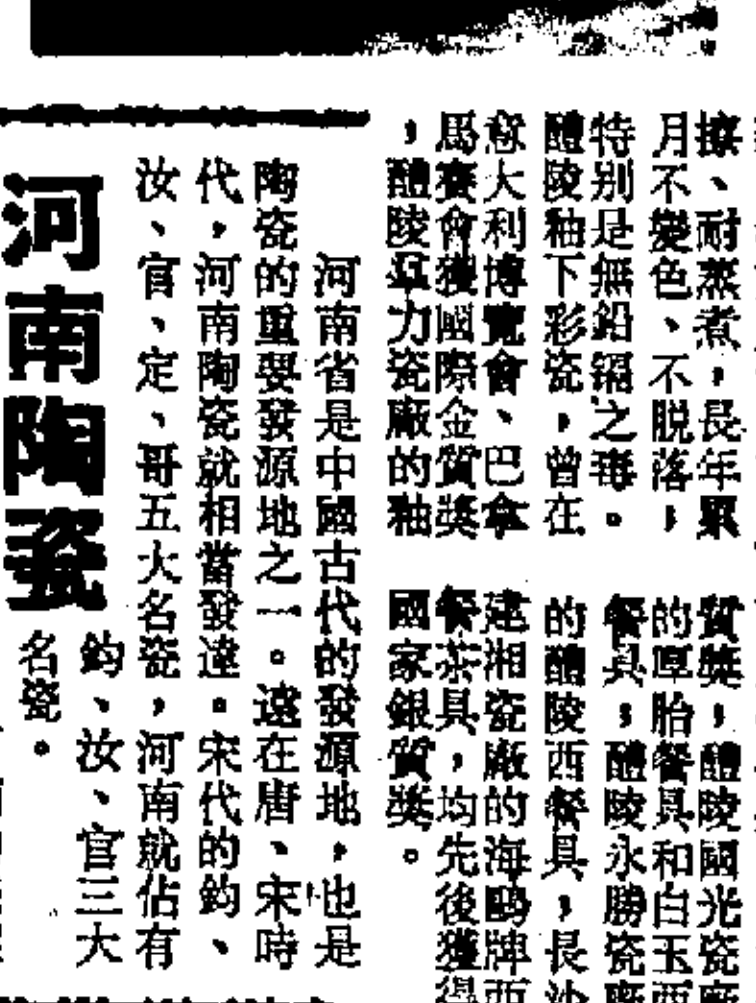 擦、耐蒸煮，長年累
月不變色、不脱落，
特别是無鉛鎘之毒。
醴陵釉下彩瓷，曾在
意大利博覽會、巴拿
馬賽會獲國際金質獎
，醴陵羣力瓷廠的釉
質獎，醴陵國光瓷廠
的厚胎餐具和白玉西
餐具，醴陵永勝瓷廠
的醴陵西餐具，長沙
建湘瓷廠的海鷗牌西
餐茶具，均先後獲得
國家銀質獎。
河南陶瓷
河南省是中國古代的發源地，也是
陶瓷的重要發源地之一。遠在唐、宋時
代，河南陶瓷就相當發達。宋代的鈞、
汝、官、定、哥五大名瓷，河南就佔有
鈞、汝、官三大
名瓷。